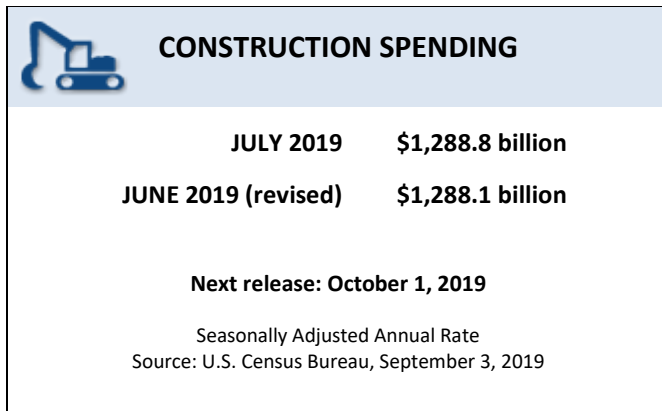 CONSTRUCTION SPENDING
JULY 2019 $1,288.8 billion
JUNE 2019 (revised) $1,288.1 billion
Next release: October 1, 2019
Seasonally Adjusted Annual Rate
Source: U.S. Census Bureau, September 3, 2019